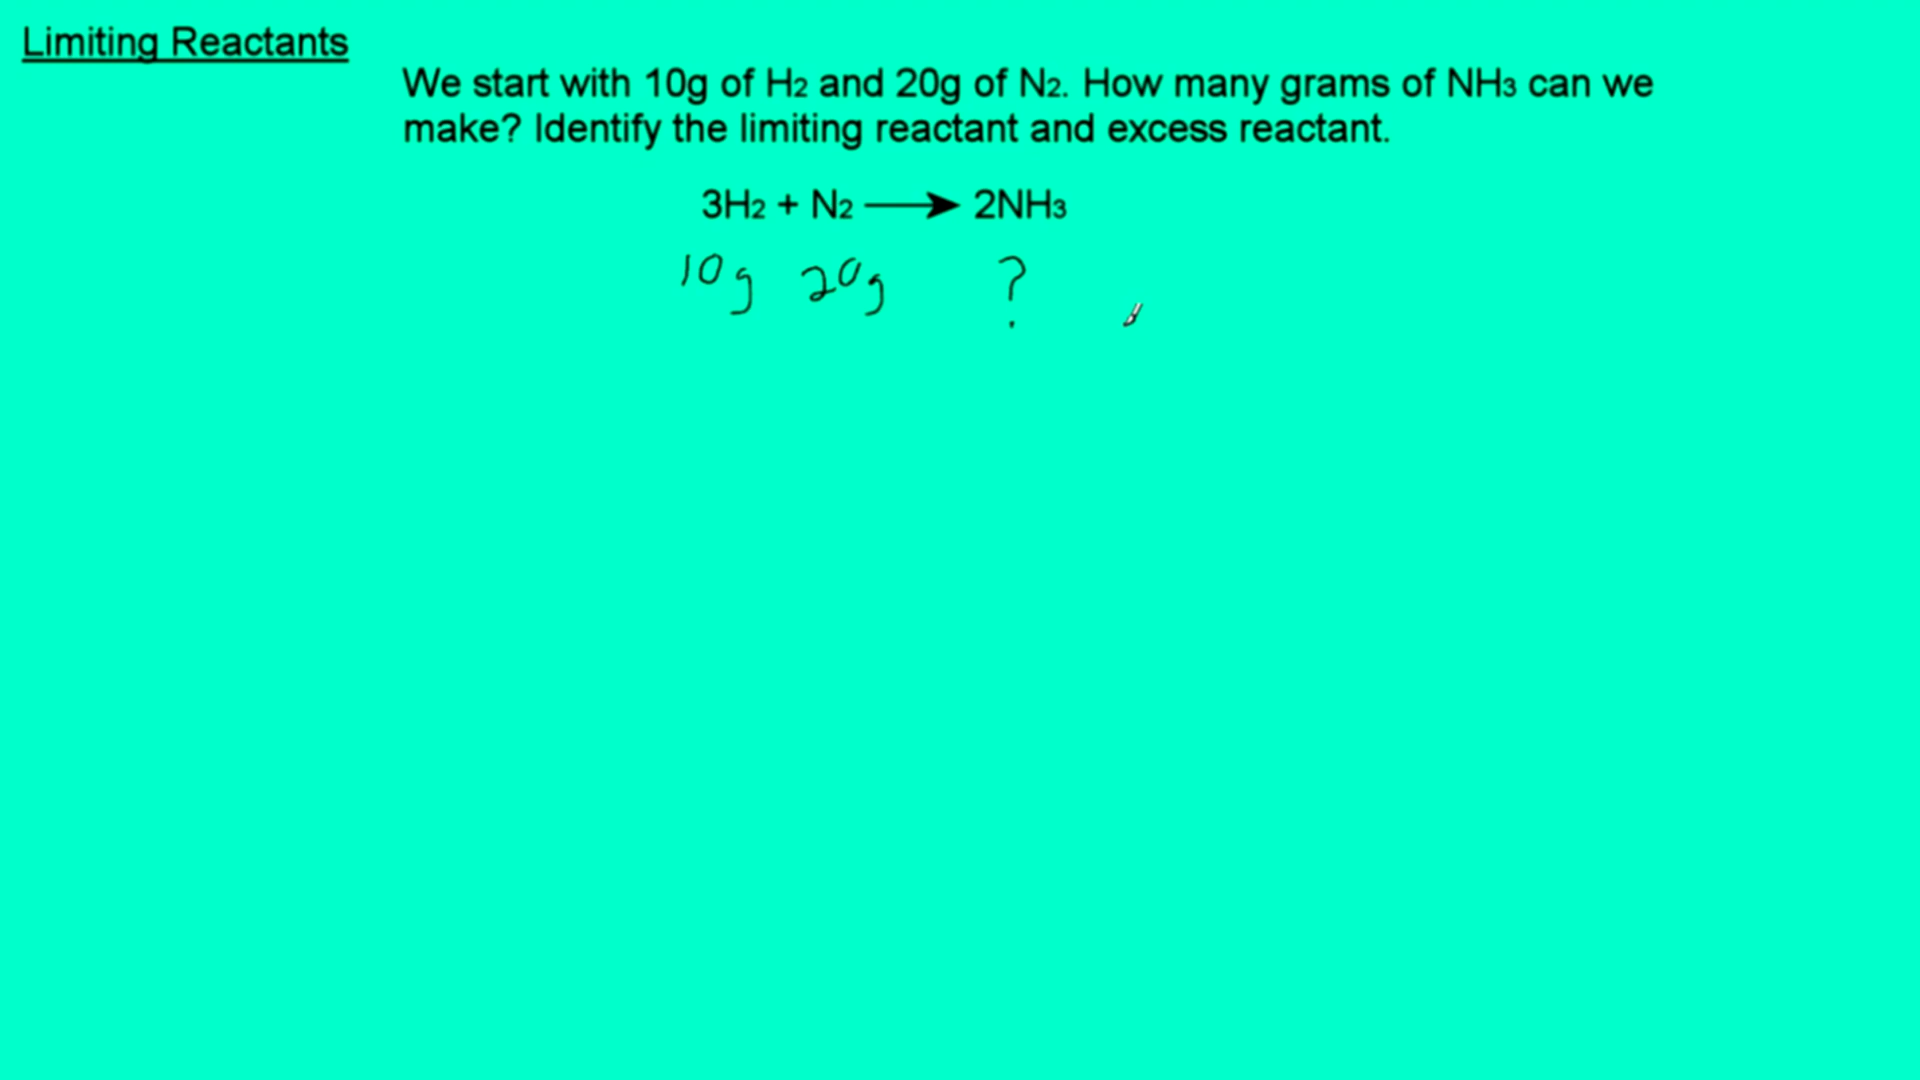 Limiting Reactants
We start with 10g of H2 and 20g of N2. How many grams of NH3 can we
make? Identify the limiting reactant and excess reactant.
3H2 + N2 ⟶ 2NH3
10g 20g ?